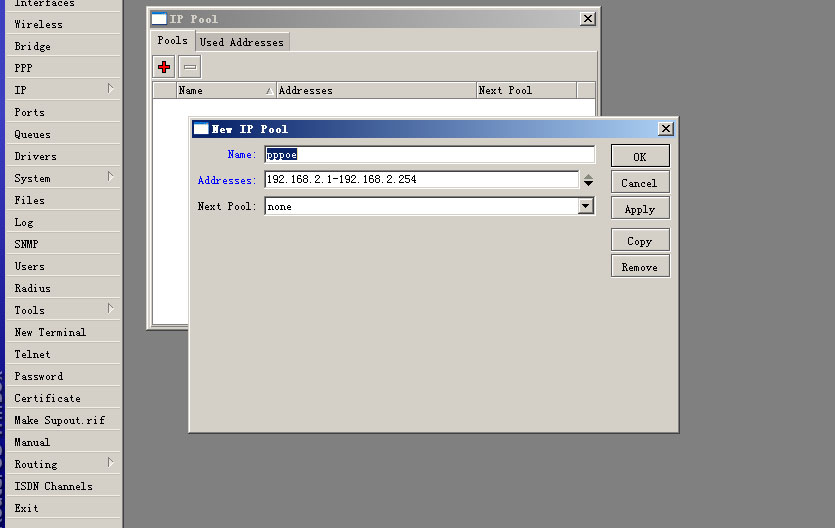 Interfaces
Wireless
Bridge
PPP
IP
Ports
Queues
Drivers
System
Files
Log
SNMP
Users
Radius
Tools
New Terminal
Telnet
Password
Certificate
Make Supout.rif
Manual
Routing
ISDN Channels
Exit
IP Pool
Pools Used Addresses
Name Addresses Next Pool
New IP Pool
Name: pppoe OK
Addresses: 192.168.2.1-192.168.2.254 Cancel
Next Pool: none Apply
Copy
Remove